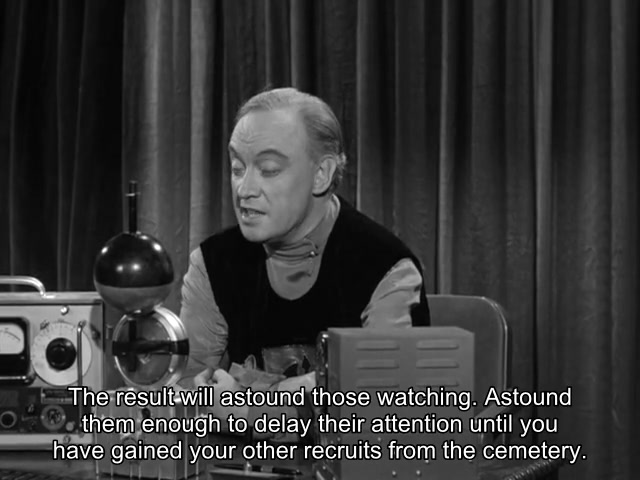 The result will astound those watching. Astound
them enough to delay their attention until you
have gained your other recruits from the cemetery.